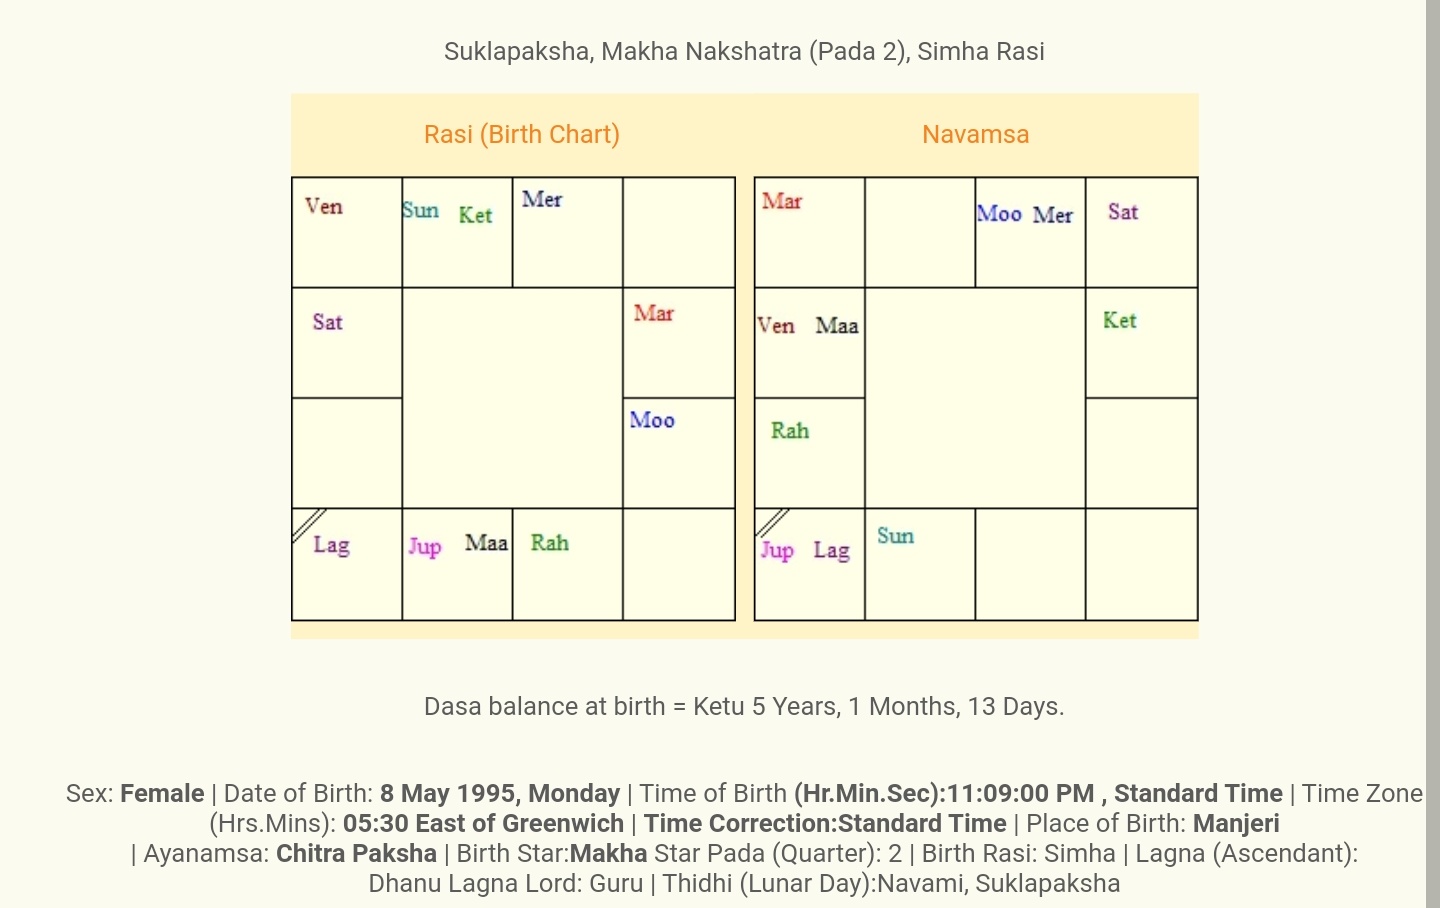 Suklapaksha, Makha Nakshatra (Pada 2), Simha Rasi
Rasi (Birth Chart)
Ven Sun Ket Mer
Sat Mar
Moo
Lag Jup Maa Rah
Navamsa
Mar Moo Mer Sat
Ven Maa Ket
Rah
Jup Lag Sun
Dasa balance at birth = Ketu 5 Years, 1 Months, 13 Days.
Sex: Female | Date of Birth: 8 May 1995, Monday | Time of Birth (Hr.Min.Sec):11:09:00 PM , Standard Time | Time Zone
(Hrs.Mins): 05:30 East of Greenwich | Time Correction:Standard Time | Place of Birth: Manjeri
| Ayanamsa: Chitra Paksha | Birth Star:Makha Star Pada (Quarter): 2 | Birth Rasi: Simha | Lagna (Ascendant):
Dhanu Lagna Lord: Guru | Thidhi (Lunar Day):Navami, Suklapaksha